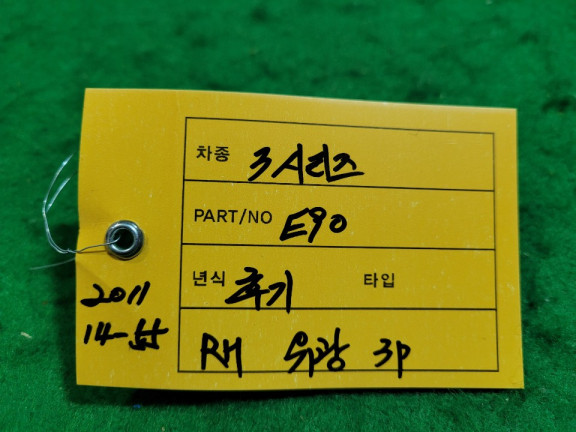 차종 3시리즈
PART/NO E90
년식 후기 타입
RH 유광 3P
2011
14-